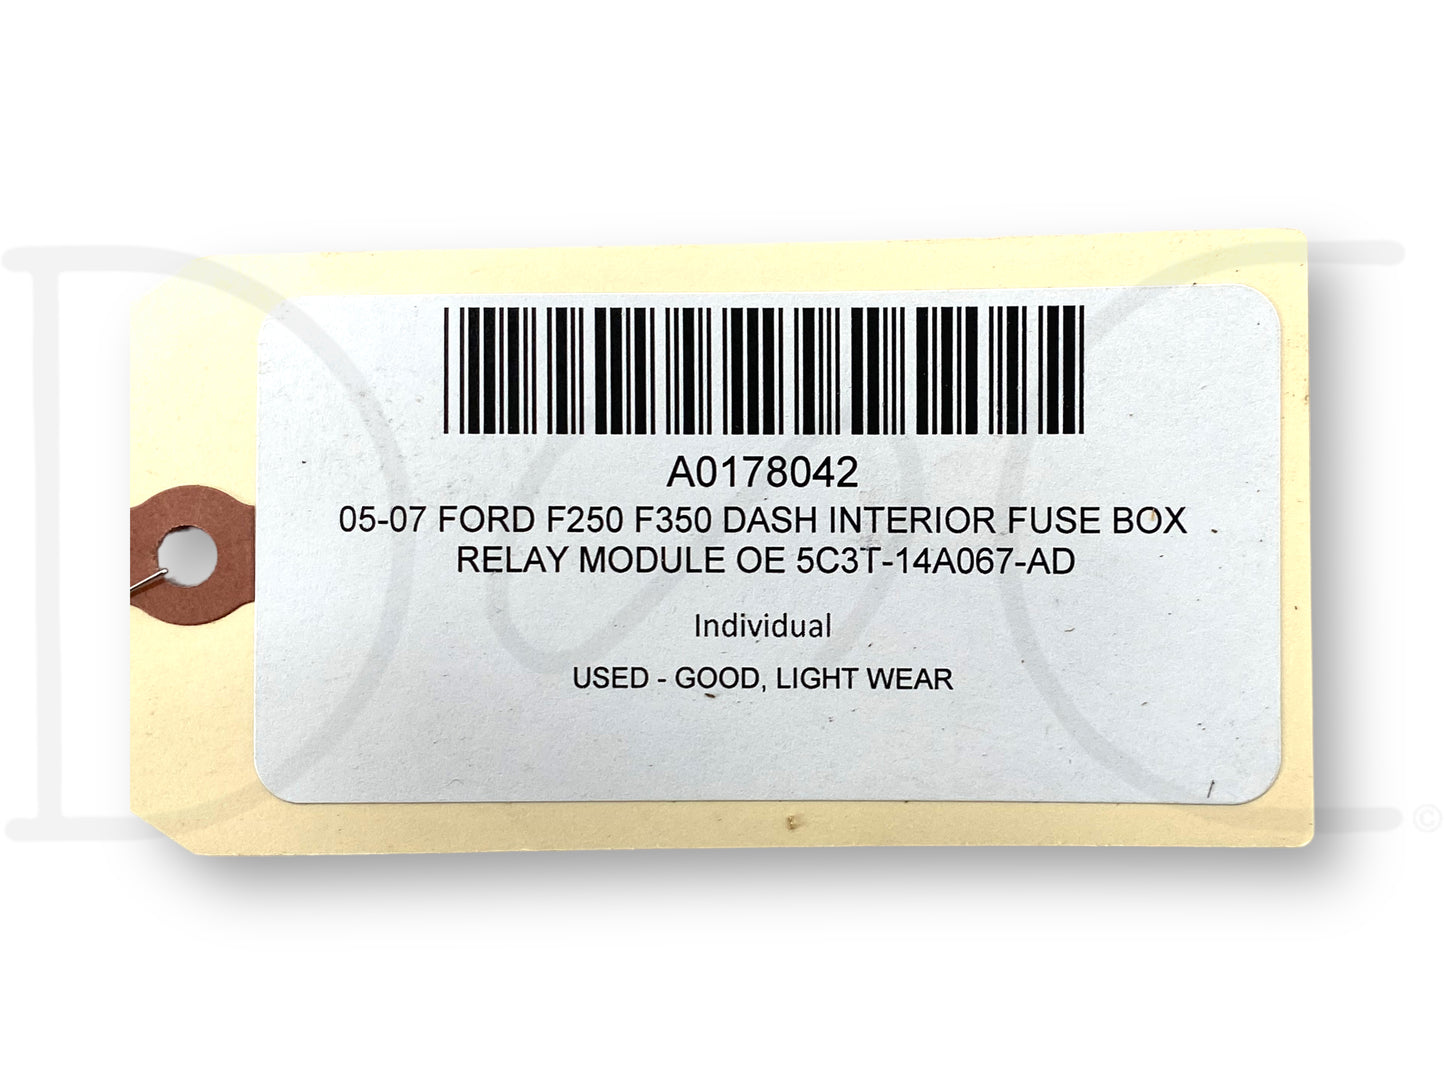 A0178042
05-07 FORD F250 F350 DASH INTERIOR FUSE BOX
RELAY MODULE OE 5C3T-14A067-AD
Individual
USED - GOOD, LIGHT WEAR
©